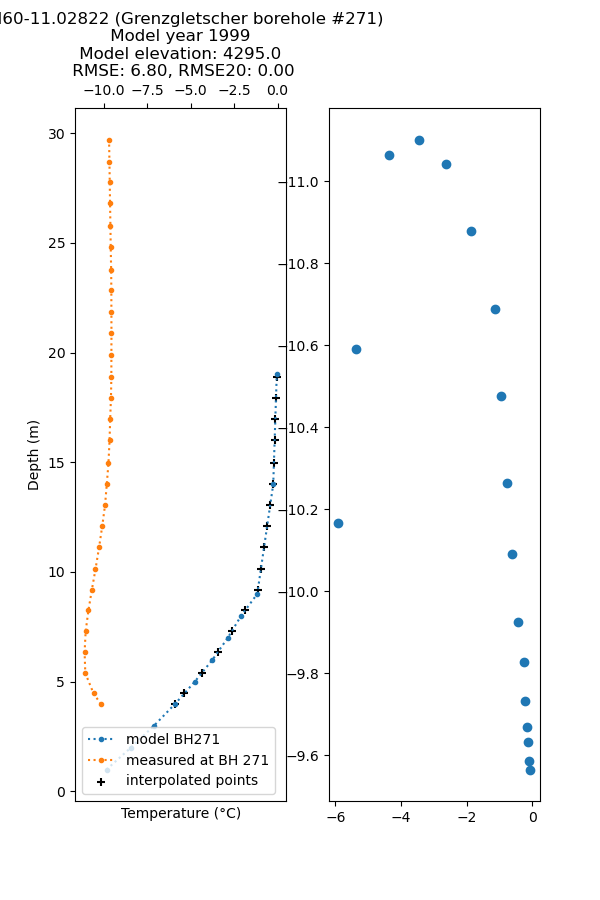 l60-11.02822 (Grenzgletscher borehole #271)
Model year 1999
Model elevation: 4295.0
RMSE: 6.80, RMSE20: 0.00
−10.0 −7.5 −5.0 −2.5 0.0
30
25
20
15
10
5
0
Depth (m)
model BH271
measured at BH 271
interpolated points
Temperature (°C)
−11.0
−10.8
−10.6
−10.4
−10.2
−10.0
−9.8
−9.6
−6 −4 −2 0